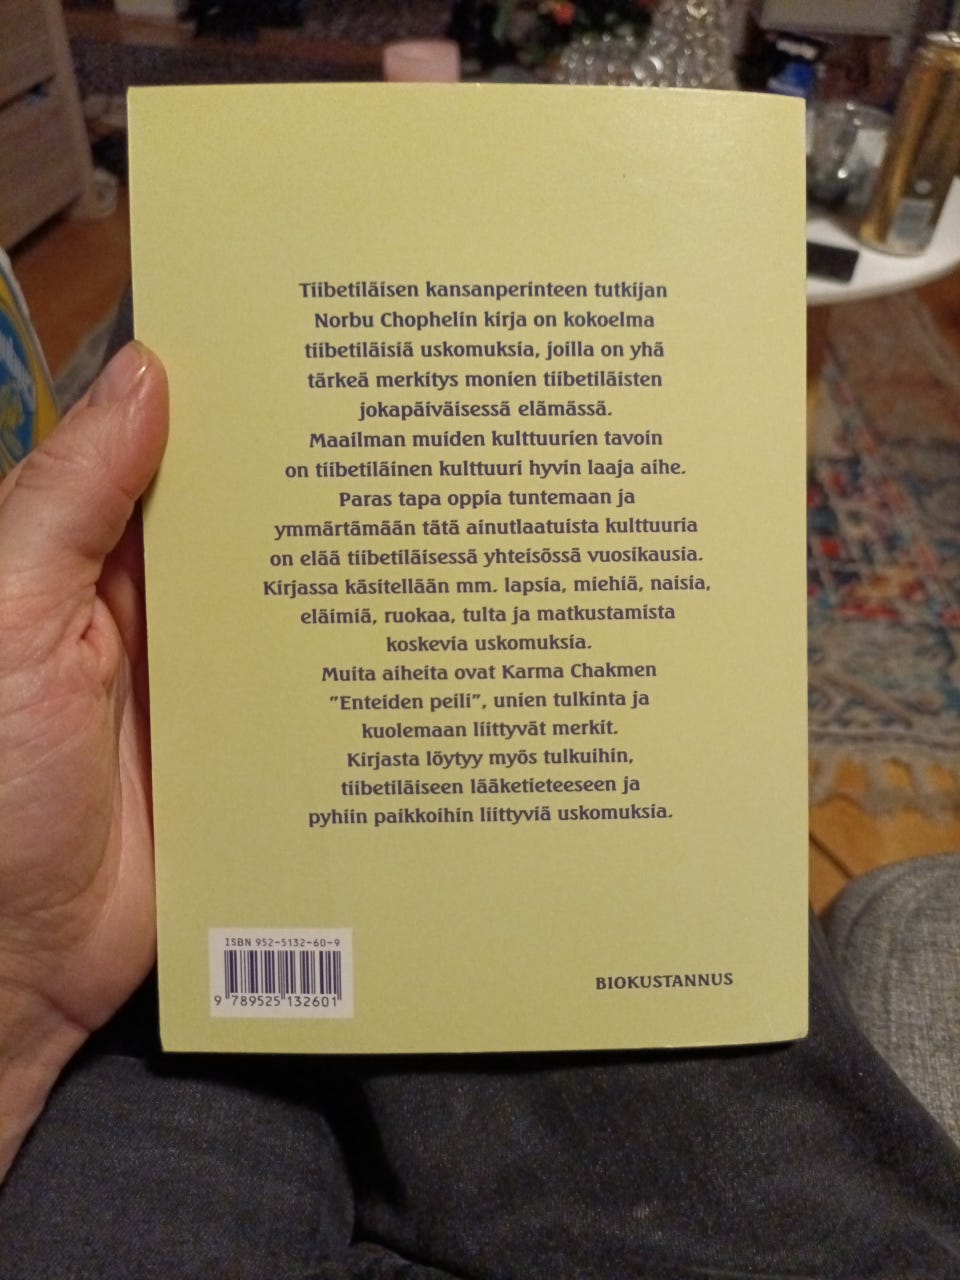 Tiibetiläisen kansanperinteen tutkijan
Norbu Chophelin kirja on kokoelma
tiibetiläisiä uskomuksia, joilla on yhä
tärkeä merkitys monien tiibetiläisten
jokapäiväisessä elämässä.
Maailman muiden kulttuurien tavoin
on tiibetiläinen kulttuuri hyvin laaja aihe.
Paras tapa oppia tuntemaan ja
ymmärtämään tätä ainutlaatuista kulttuuria
on elää tiibetiläisessä yhteisössä vuosikausia.
Kirjassa käsitellään mm. lapsia, miehiä, naisia,
eläimiä, ruokaa, tulta ja matkustamista
koskevia uskomuksia.
Muita aiheita ovat Karma Chakmen
"Enteiden peili", unien tulkinta ja
kuolemaan liittyvät merkit.
Kirjasta löytyy myös tulkuihin,
tiibetiläiseen lääketieteeseen ja
pyhiin paikkoihin liittyviä uskomuksia.
ISBN 952-5132-60-9
9 789525 132601
BIOKUSTANNUS